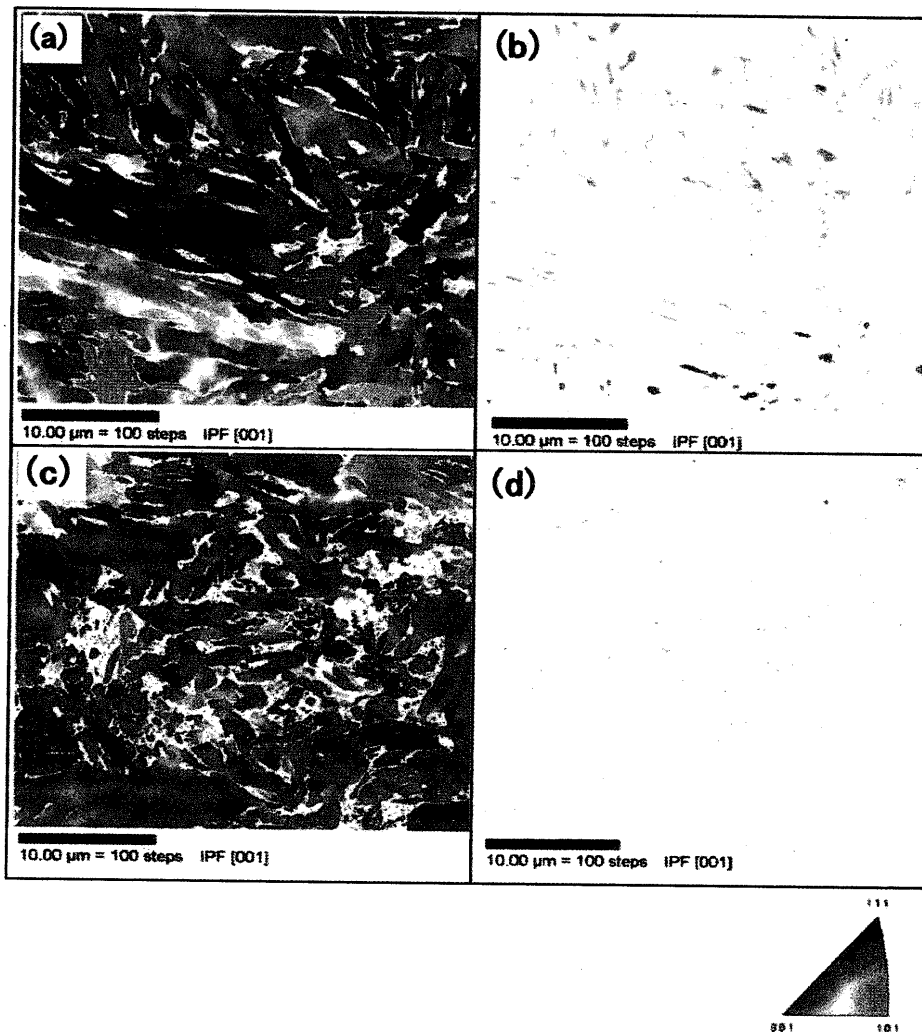 (a)
(b)
10.00 µm = 100 steps IPF [001]
10.00 µm = 100 steps IPF [001]
(c)
(d)
10.00 µm = 100 steps IPF [001]
10.00 µm = 100 steps IPF [001]
111
001
101